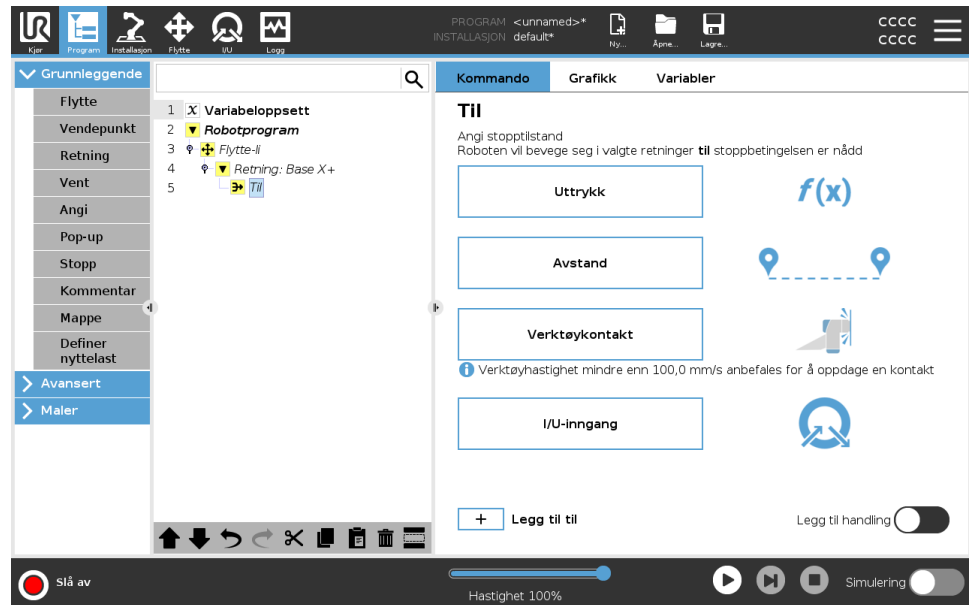 PROGRAM <unnamed>*
INSTALLASJON default*
CCCC
CCCC
Kjør
Program
Installasjon
Flytte
I/U
Logg
Ny...
Åpne...
Lagre...
Grunnleggende
Flytte
Vendepunkt
Retning
Vent
Angi
Pop-up
Stopp
Kommentar
Mappe
Definer
nyttelast
Avansert
Maler
1 X Variabeloppsett
2 Robotprogram
3 Flytte-li
4 Retning: Base X+
5 Til
Kommando
Grafikk
Variabler
Til
Angi stopptilstand
Roboten vil bevege seg i valgte retninger til stoppbetingelsen er nådd
Uttrykk
f(x)
Avstand
Verktøykontakt
Verktøyhastighet mindre enn 100,0 mm/s anbefales for å oppdage en kontakt
I/U-inngang
+ Legg til til
Legg til handling
Slå av
Hastighet 100%
Simulering